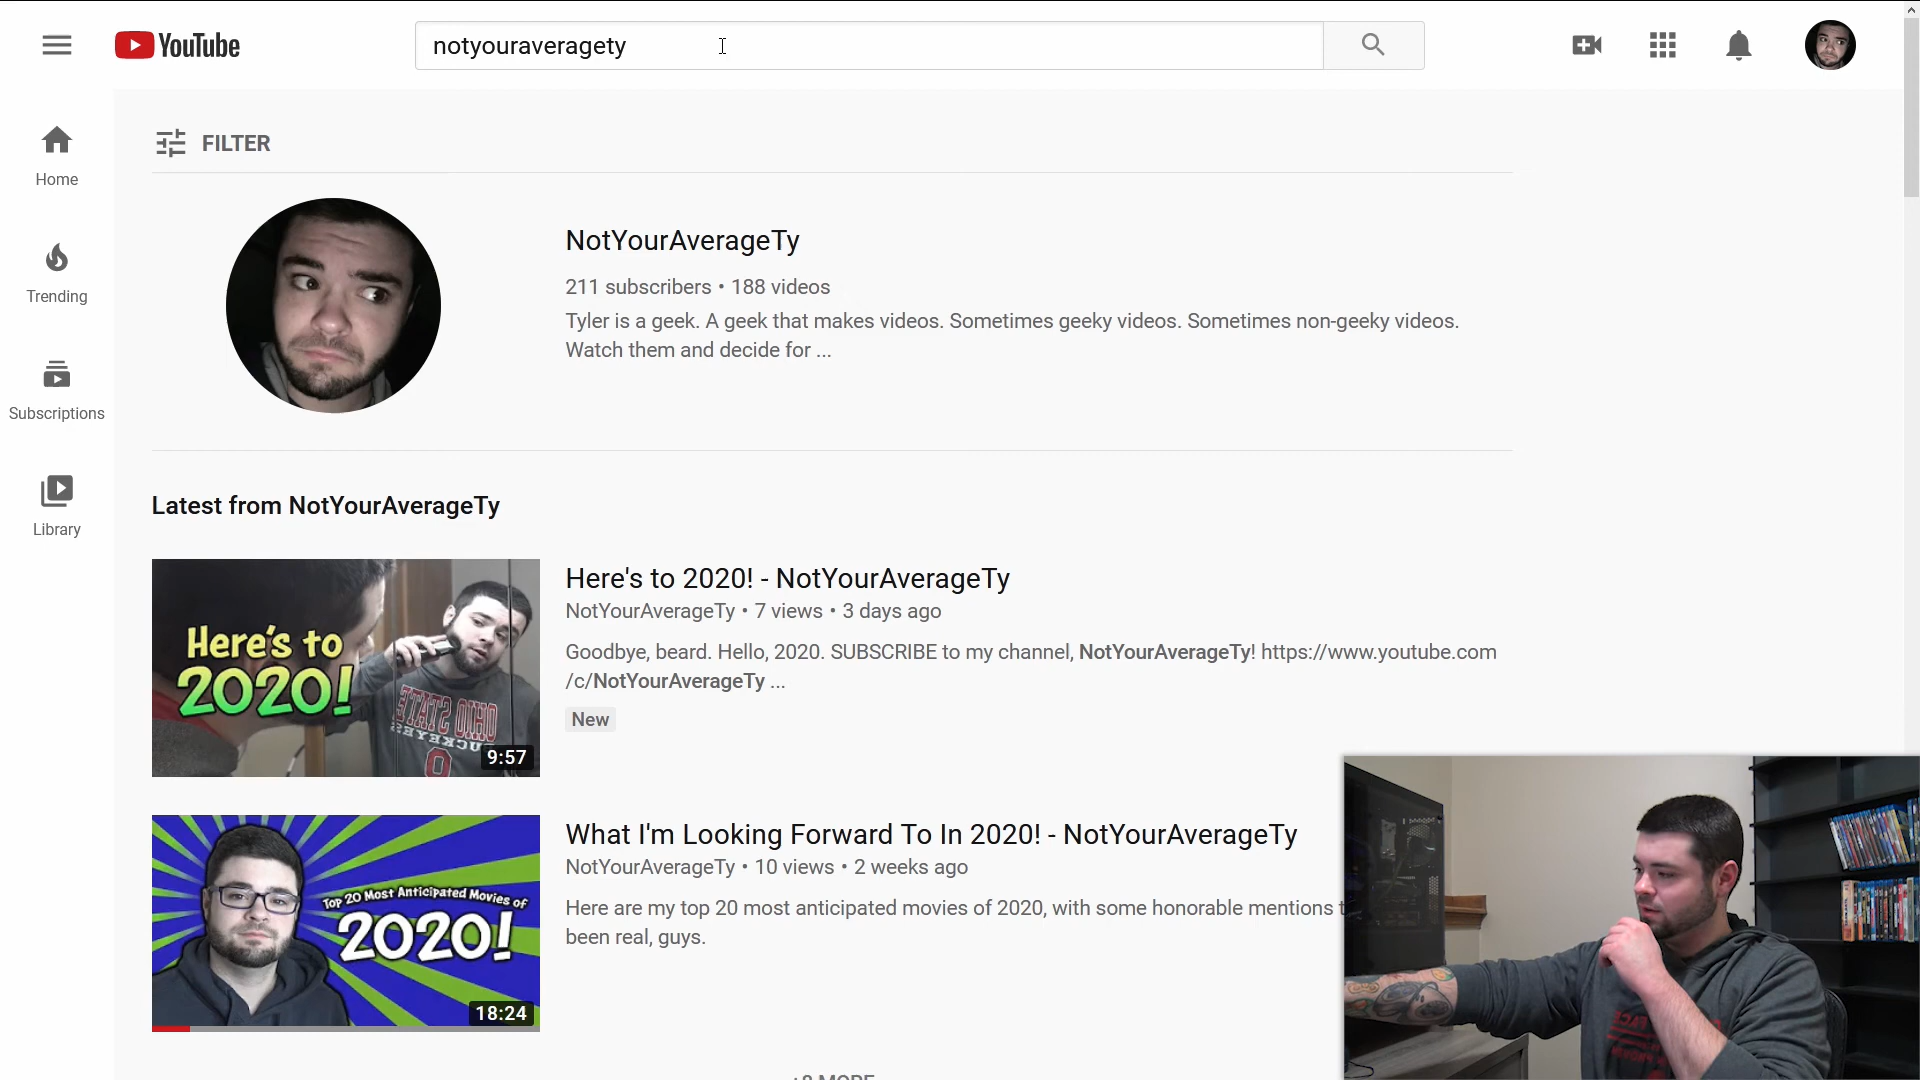 YouTube
notyouraveragety
FILTER
Home
Trending
Subscriptions
Library
NotYourAverageTy
211 subscribers • 188 videos
Tyler is a geek. A geek that makes videos. Sometimes geeky videos. Sometimes non-geeky videos.
Watch them and decide for ...
Latest from NotYourAverageTy
Here's to
2020!
OHIO STATE
9:57
Here's to 2020! - NotYourAverageTy
NotYourAverageTy • 7 views • 3 days ago
Goodbye, beard. Hello, 2020. SUBSCRIBE to my channel, NotYourAverageTy! https://www.youtube.com
/c/NotYourAverageTy ...
New
Top 20 Most Anticipated Movies of
2020!
18:24
What I'm Looking Forward To In 2020! - NotYourAverageTy
NotYourAverageTy • 10 views • 2 weeks ago
Here are my top 20 most anticipated movies of 2020, with some honorable mentions
been real, guys.